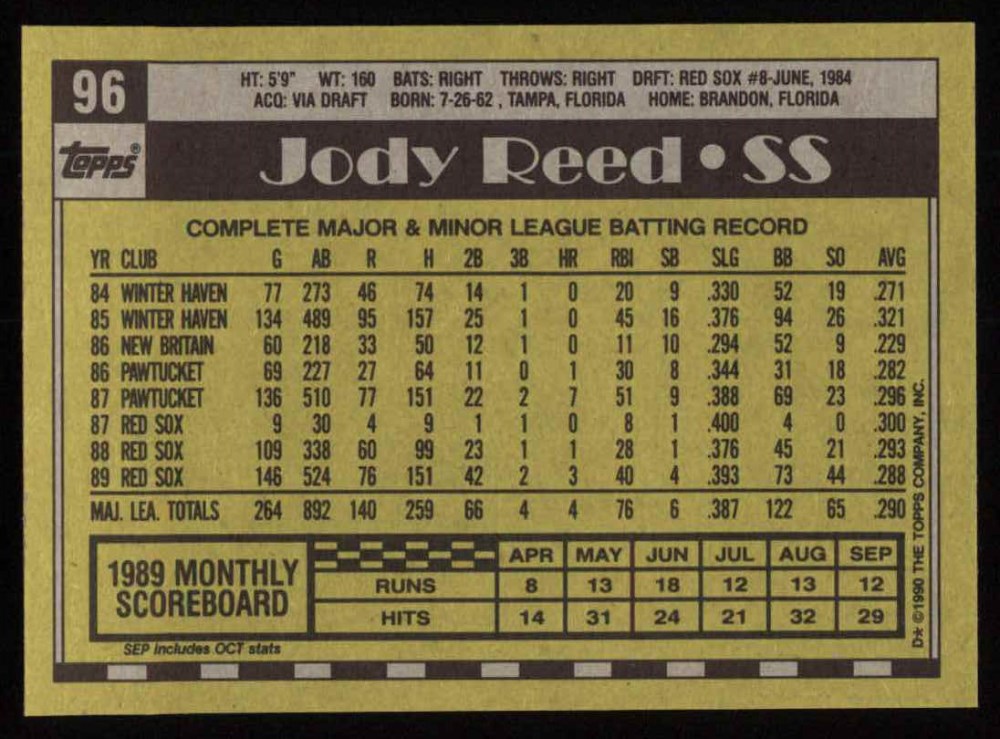 96
HT: 5'9" WT: 160 BATS: RIGHT THROWS: RIGHT DRFT: RED SOX #8-JUNE, 1984
ACQ: VIA DRAFT BORN: 7-26-62 , TAMPA, FLORIDA HOME: BRANDON, FLORIDA
Topps®
Jody Reed • SS
COMPLETE MAJOR & MINOR LEAGUE BATTING RECORD
YR CLUB G AB R H 2B 3B HR RBI SB SLG BB SO AVG
84 WINTER HAVEN 77 273 46 74 14 1 0 20 9 .330 52 19 .271
85 WINTER HAVEN 134 489 95 157 25 1 0 45 16 .376 94 26 .321
86 NEW BRITAIN 60 218 33 50 12 1 0 11 10 .294 52 9 .229
86 PAWTUCKET 69 227 27 64 11 0 1 30 8 .344 31 18 .282
87 PAWTUCKET 136 510 77 151 22 2 7 51 9 .388 69 23 .296
87 RED SOX 9 30 4 9 1 1 0 8 1 .400 4 0 .300
88 RED SOX 109 338 60 99 23 1 1 28 1 .376 45 21 .293
89 RED SOX 146 524 76 151 42 2 3 40 4 .393 73 44 .288
MAJ. LEA. TOTALS 264 892 140 259 66 4 4 76 6 .387 122 65 .290
1989 MONTHLY SCOREBOARD
APR MAY JUN JUL AUG SEP
RUNS 8 13 18 12 13 12
HITS 14 31 24 21 32 29
SEP includes OCT stats
D* ©1990 THE TOPPS COMPANY, INC.